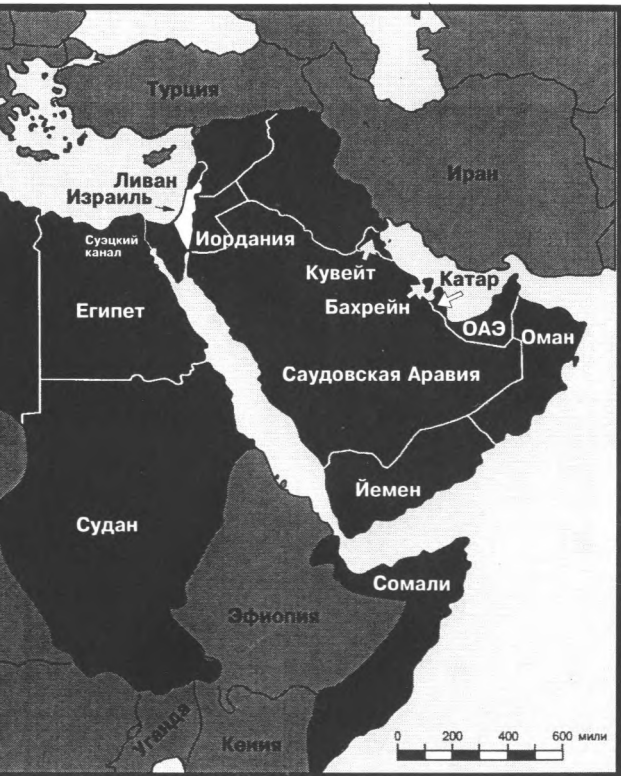 Турция
Иран
Ливан
Израиль
Суэцкий
канал
Иордания
Кувейт
Катар
Бахрейн
Египет
ОАЭ
Оман
Саудовская Аравия
Йемен
Судан
Сомали
Эфиопия
Уганда
Кения
0 200 400 600 мили